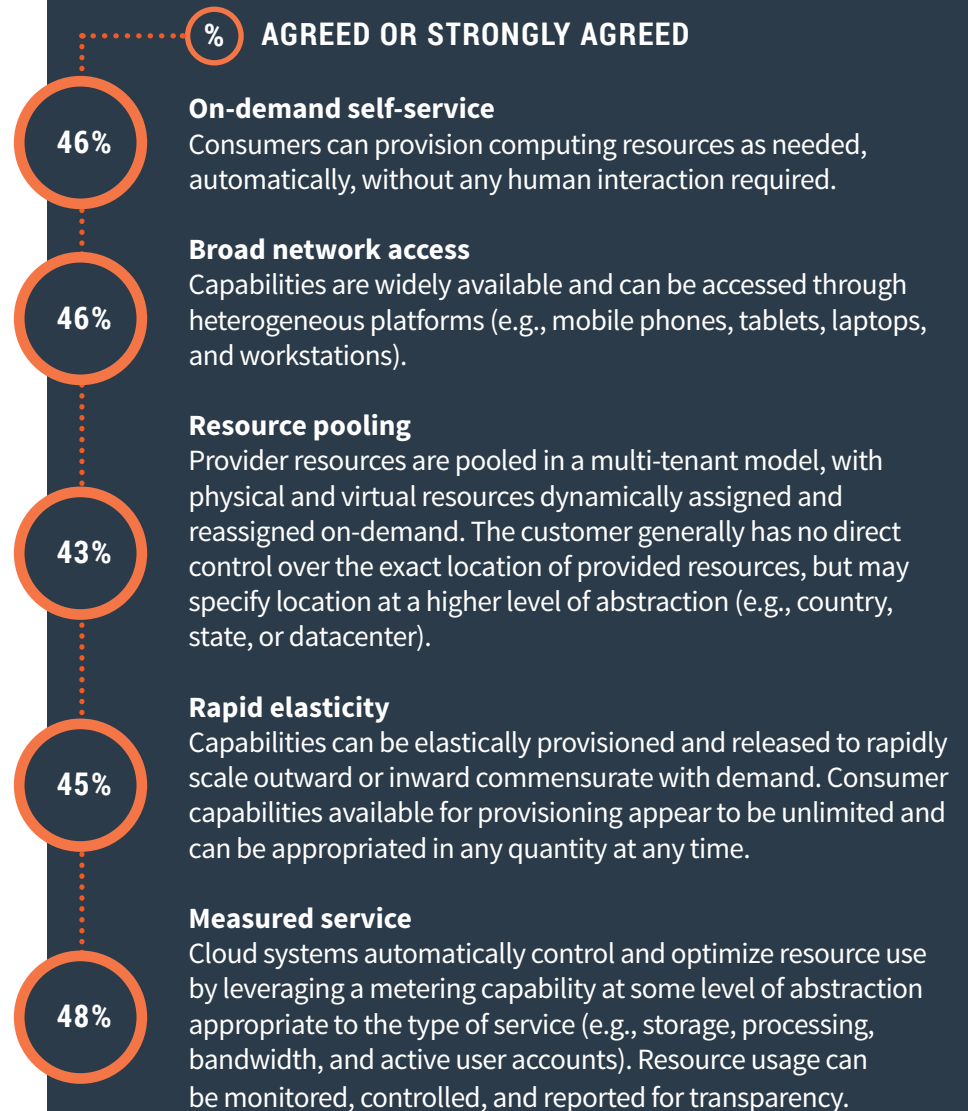 % AGREED OR STRONGLY AGREED
46%
On-demand self-service
Consumers can provision computing resources as needed,
automatically, without any human interaction required.
46%
Broad network access
Capabilities are widely available and can be accessed through
heterogeneous platforms (e.g., mobile phones, tablets, laptops,
and workstations).
43%
Resource pooling
Provider resources are pooled in a multi-tenant model, with
physical and virtual resources dynamically assigned and
reassigned on-demand. The customer generally has no direct
control over the exact location of provided resources, but may
specify location at a higher level of abstraction (e.g., country,
state, or datacenter).
45%
Rapid elasticity
Capabilities can be elastically provisioned and released to rapidly
scale outward or inward commensurate with demand. Consumer
capabilities available for provisioning appear to be unlimited and
can be appropriated in any quantity at any time.
48%
Measured service
Cloud systems automatically control and optimize resource use
by leveraging a metering capability at some level of abstraction
appropriate to the type of service (e.g., storage, processing,
bandwidth, and active user accounts). Resource usage can
be monitored, controlled, and reported for transparency.